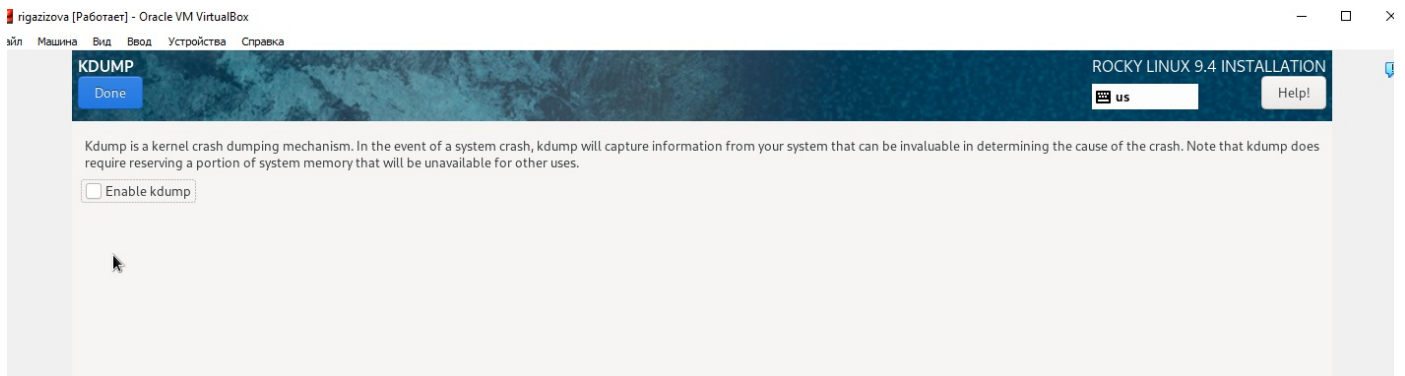 rigazizova [Работает] - Oracle VM VirtualBox
айл Машина Вид Ввод Устройства Справка
KDUMP
ROCKY LINUX 9.4 INSTALLATION
Done
us
Help!
Kdump is a kernel crash dumping mechanism. In the event of a system crash, kdump will capture information from your system that can be invaluable in determining the cause of the crash. Note that kdump does
require reserving a portion of system memory that will be unavailable for other uses.
Enable kdump